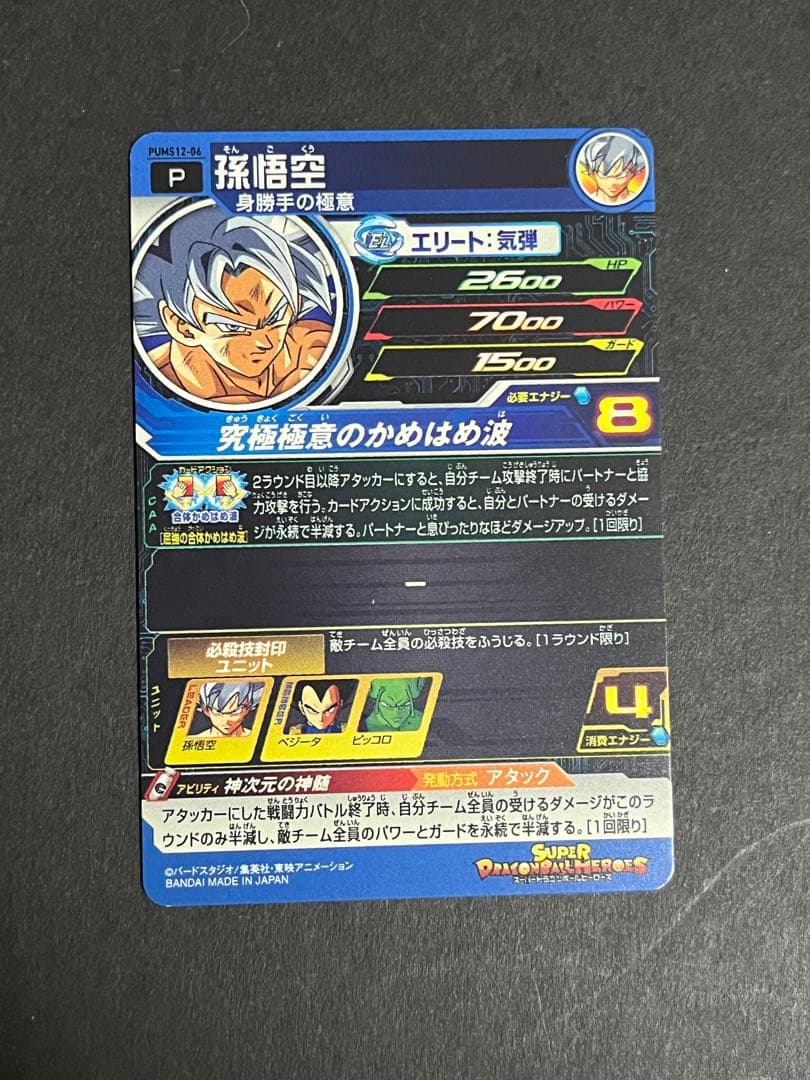 PUMS12-06
P
そん ご くう
孫悟空
身勝手の極意
EL エリート:気弾
HP
2600
パワー
7000
ガード
1500
必要エナジー
8
きゅう きょく ごく い は
究極極意のかめはめ波
CAA
カードアクション
合体かめはめ波
[屈強の合体かめはめ波]
2ラウンド目以降アタッカーにすると、自分チーム攻撃終了時にパートナーと協
力攻撃を行う。カードアクションに成功すると、自分とパートナーの受けるダメー
ジが永続で半減する。パートナーと息ぴったりなほどダメージアップ。[1回限り]
-
ユニット
必殺技封印
ユニット
敵チーム全員の必殺技をふうじる。[1ラウンド限り]
LEADER
孫悟空
MEMBER
ベジータ
ピッコロ
4
消費エナジー
アビリティ 神次元の神髄
発動方式 アタック
アタッカーにした戦闘力バトル終了時、自分チーム全員の受けるダメージがこのラ
ウンドのみ半減し、敵チーム全員のパワーとガードを永続で半減する。[1回限り]
©バードスタジオ/集英社・東映アニメーション
BANDAI MADE IN JAPAN
SUPER
DRAGONBALL HEROES
スーパードラゴンボールヒーローズ